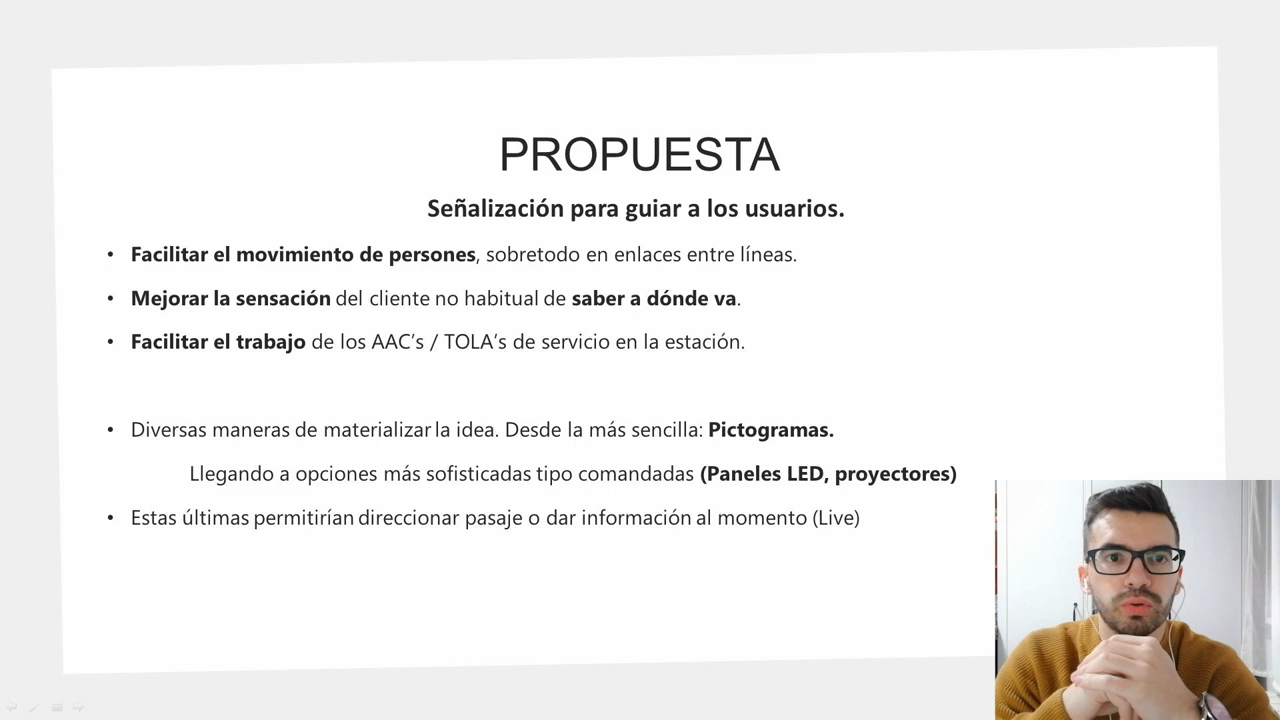 PROPUESTA
Señalización para guiar a los usuarios.
• Facilitar el movimiento de persones, sobretodo en enlaces entre líneas.
• Mejorar la sensación del cliente no habitual de saber a dónde va.
• Facilitar el trabajo de los AAC’s / TOLA’s de servicio en la estación.
• Diversas maneras de materializar la idea. Desde la más sencilla: Pictogramas.
Llegando a opciones más sofisticadas tipo comandadas (Paneles LED, proyectores)
• Estas últimas permitirían direccionar pasaje o dar información al momento (Live)